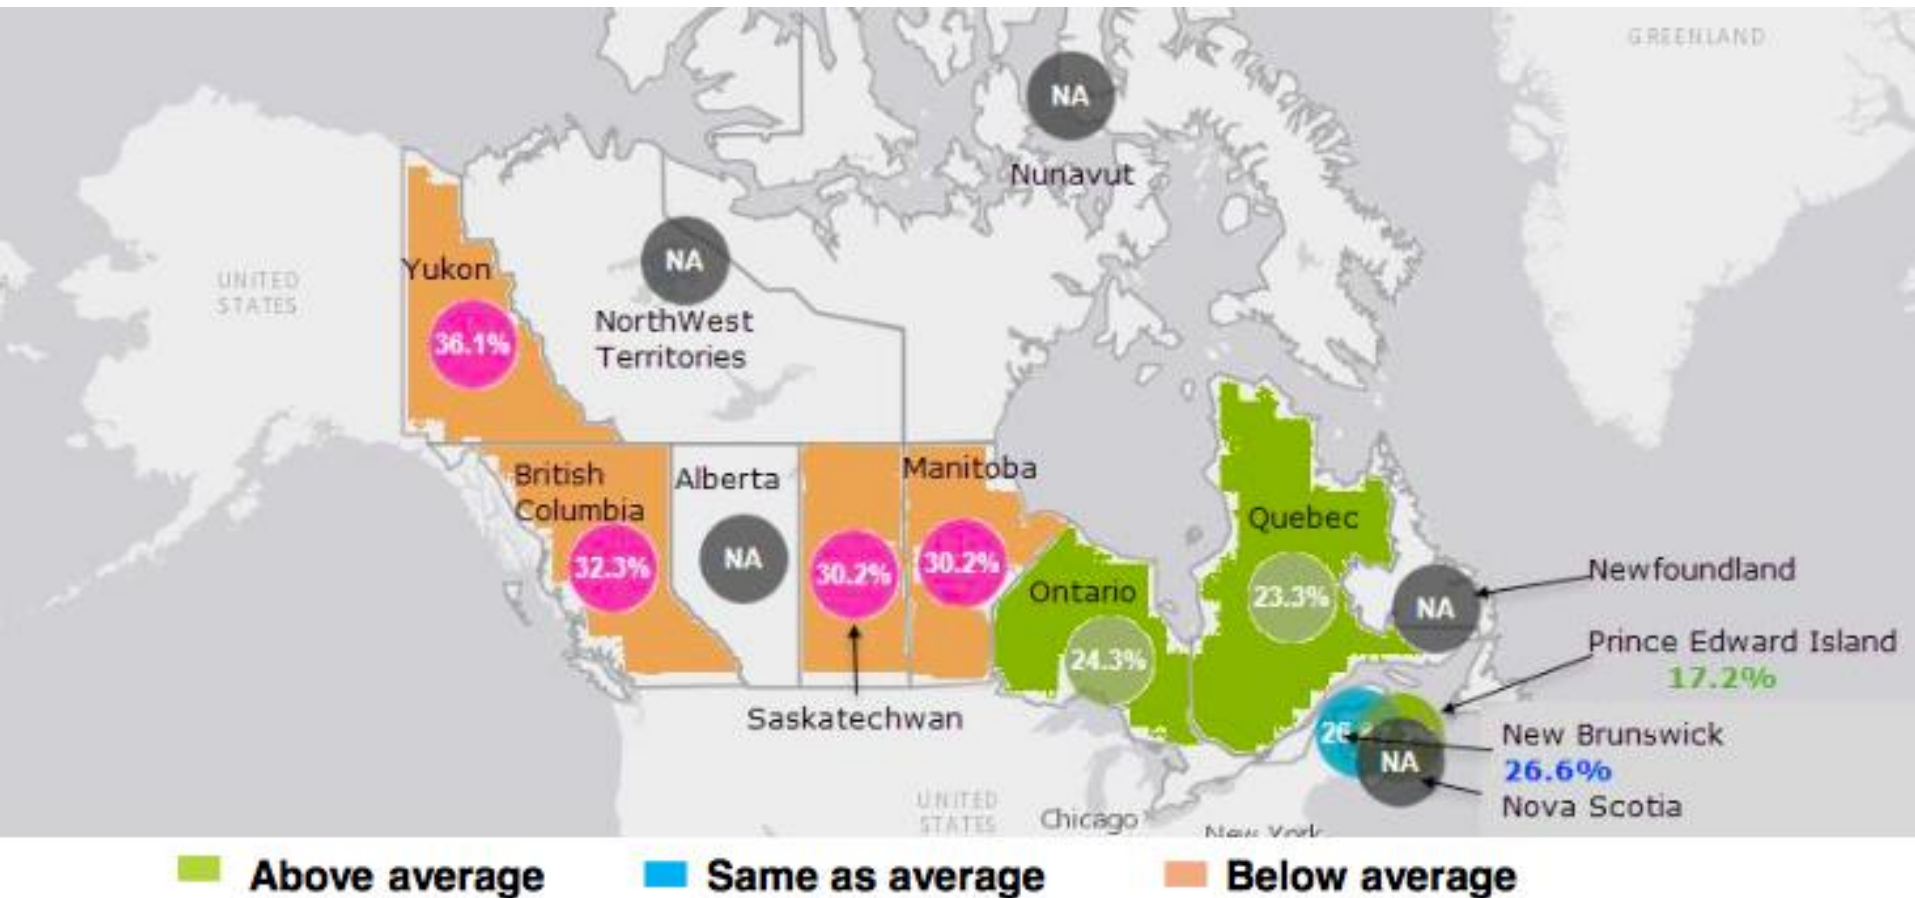 GREENLAND
NA
Nunavut
Yukon
NA
UNITED
STATES
36.1%
NorthWest
Territories
British
Columbia
Alberta
Manitoba
32.3%
NA
30.2%
30.2%
Quebec
Ontario
23.3%
24.3%
Newfoundland
NA
Prince Edward Island
17.2%
Saskatechwan
New Brunswick
26.6%
NA
Nova Scotia
UNITED
STATES
Chicago
New York
Above average
Same as average
Below average